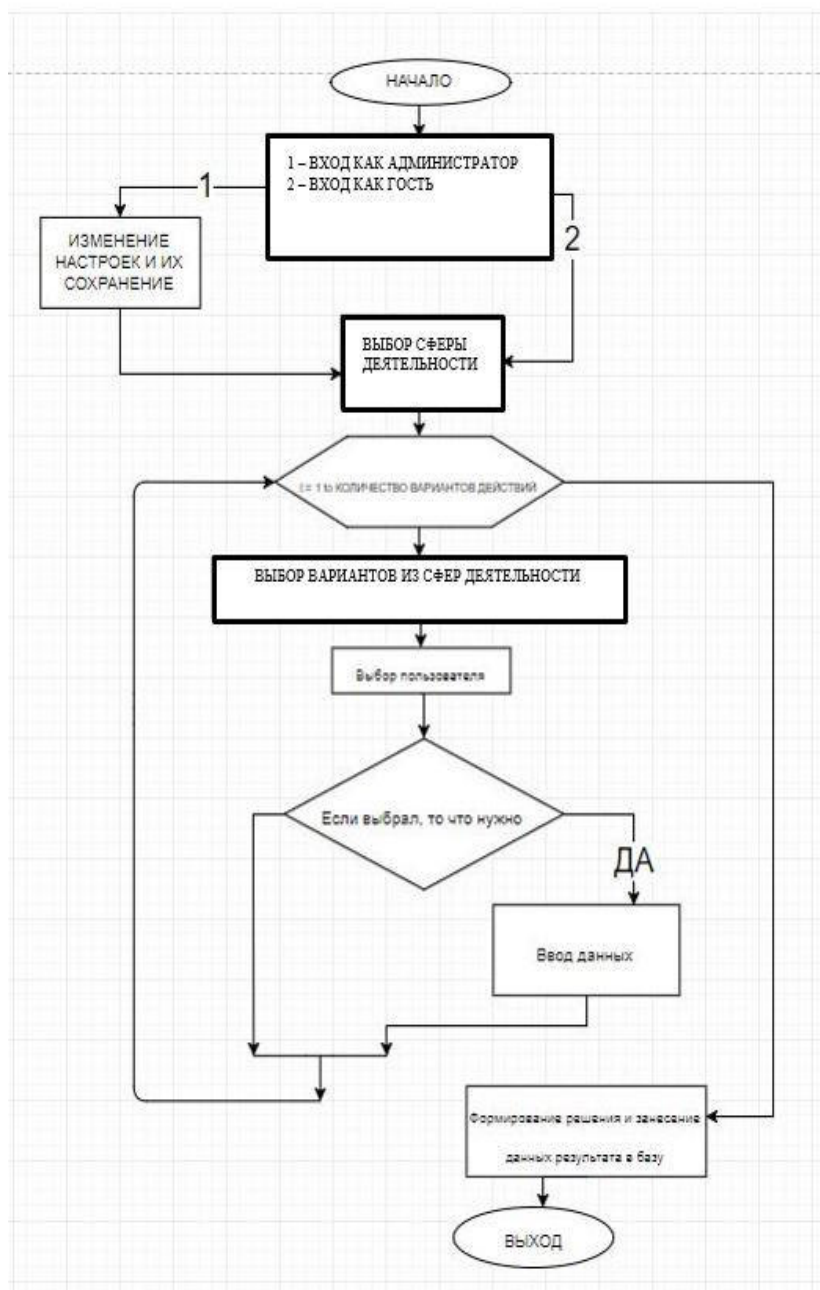 НАЧАЛО
1 – ВХОД КАК АДМИНИСТРАТОР
2 – ВХОД КАК ГОСТЬ
1
2
ИЗМЕНЕНИЕ
НАСТРОЕК И ИХ
СОХРАНЕНИЕ
ВЫБОР СФЕРЫ
ДЕЯТЕЛЬНОСТИ
I = 1 to КОЛИЧЕСТВО ВАРИАНТОВ ДЕЙСТВИЙ
ВЫБОР ВАРИАНТОВ ИЗ СФЕР ДЕЯТЕЛЬНОСТИ
Выбор пользователя
Если выбрал, то что нужно
ДА
Ввод данных
Формирование решения и занесение
данных результата в базу
ВЫХОД